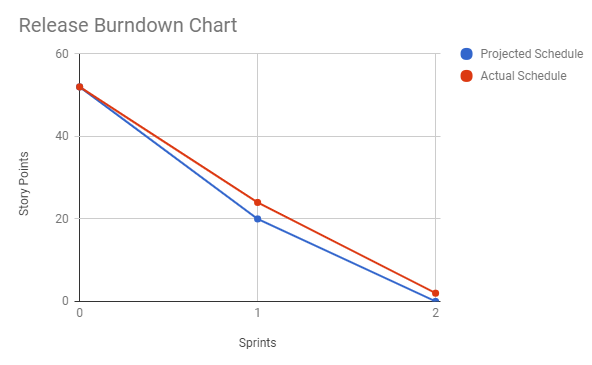 Release Burndown Chart
Projected Schedule
Actual Schedule
Story Points
60
40
20
0
0 1 2
Sprints